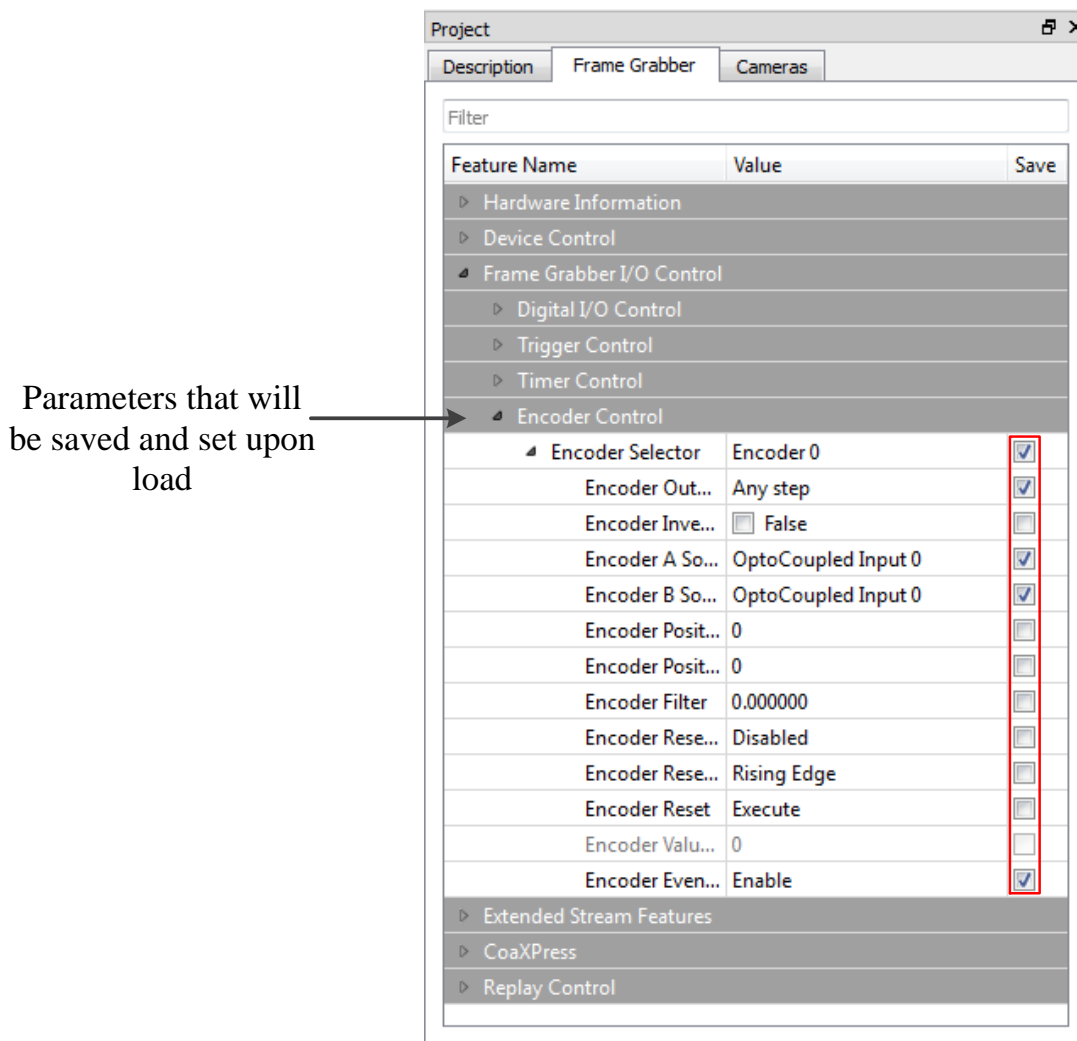 Project
Description Frame Grabber Cameras
Filter
Feature Name Value Save
Hardware Information
Device Control
Frame Grabber I/O Control
Digital I/O Control
Trigger Control
Timer Control
Encoder Control
Encoder Selector Encoder 0
Encoder Out... Any step
Encoder Inve... False
Encoder A So... OptoCoupled Input 0
Encoder B So... OptoCoupled Input 0
Encoder Posit... 0
Encoder Posit... 0
Encoder Filter 0.000000
Encoder Rese... Disabled
Encoder Rese... Rising Edge
Encoder Reset Execute
Encoder Valu... 0
Encoder Even... Enable
Extended Stream Features
CoaXPress
Replay Control
Parameters that will
be saved and set upon
load